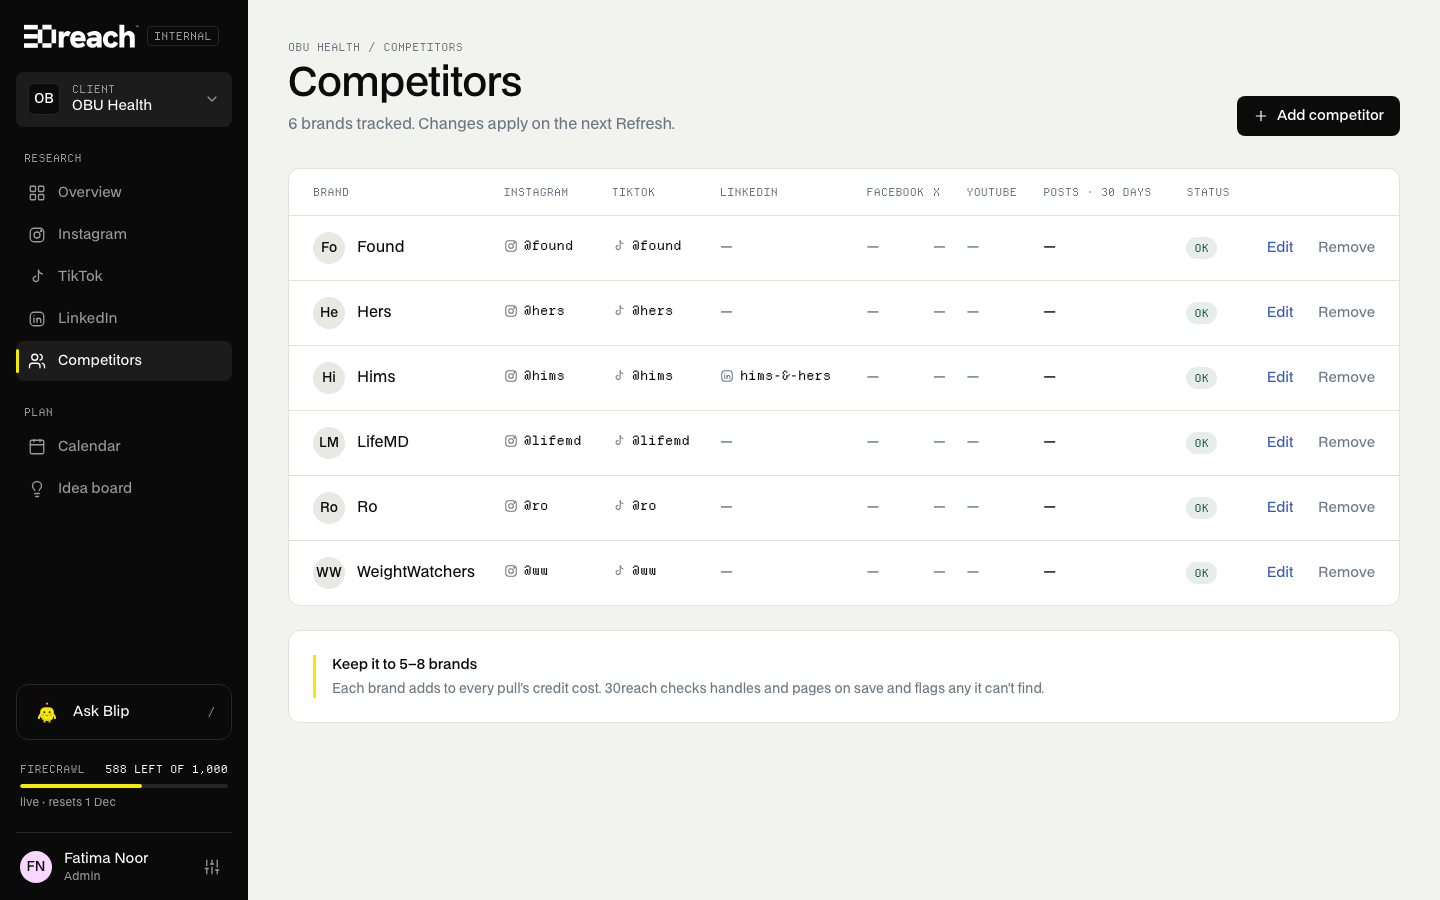 30reach INTERNAL
OB CLIENT
OBU Health
RESEARCH
Overview
Instagram
TikTok
LinkedIn
Competitors
PLAN
Calendar
Idea board
Ask Blip /
FIRECRAWL 588 LEFT OF 1,000
live · resets 1 Dec
FN Fatima Noor
Admin
OBU HEALTH / COMPETITORS
Competitors
6 brands tracked. Changes apply on the next Refresh.
+ Add competitor
BRAND INSTAGRAM TIKTOK LINKEDIN FACEBOOK X YOUTUBE POSTS · 30 DAYS STATUS
Fo Found @found @found — — — — — OK Edit Remove
He Hers @hers @hers — — — — — OK Edit Remove
Hi Hims @hims @hims hims-&-hers — — — — OK Edit Remove
LM LifeMD @lifemd @lifemd — — — — — OK Edit Remove
Ro Ro @ro @ro — — — — — OK Edit Remove
WW WeightWatchers @ww @ww — — — — — OK Edit Remove
Keep it to 5–8 brands
Each brand adds to every pull's credit cost. 30reach checks handles and pages on save and flags any it can't find.